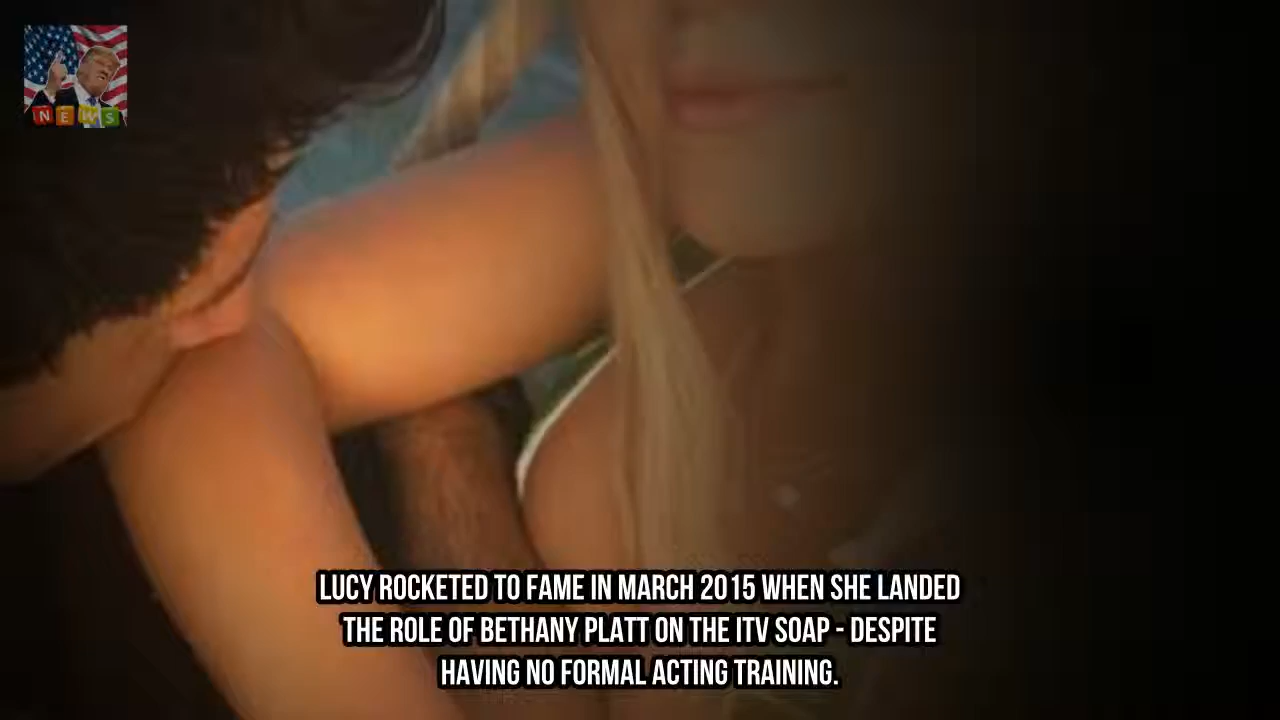 NEWS
LUCY ROCKETED TO FAME IN MARCH 2015 WHEN SHE LANDED
THE ROLE OF BETHANY PLATT ON THE ITV SOAP - DESPITE
HAVING NO FORMAL ACTING TRAINING.